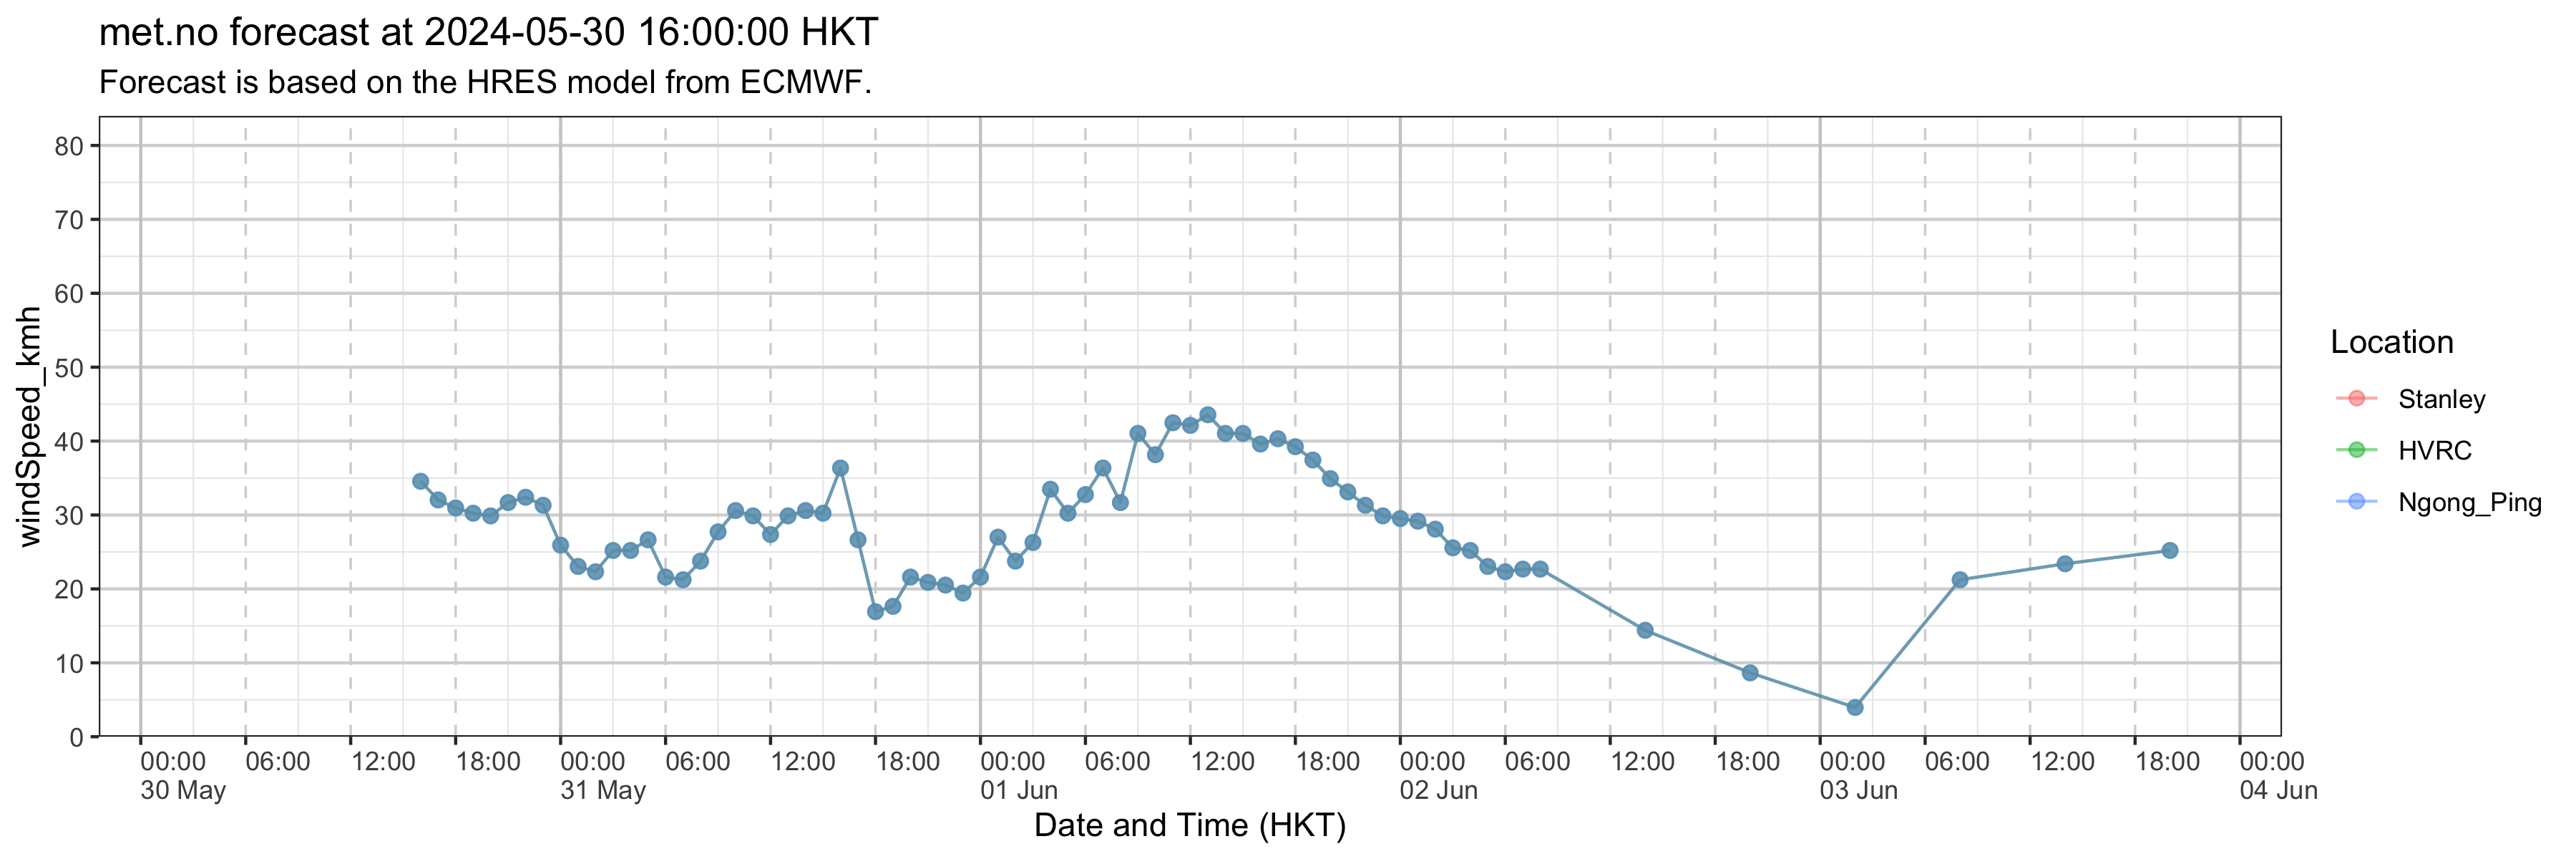 met.no forecast at 2024-05-30 16:00:00 HKT
Forecast is based on the HRES model from ECMWF.
windSpeed_kmh
80
70
60
50
40
30
20
10
0
00:00 06:00 12:00 18:00 00:00 06:00 12:00 18:00 00:00 06:00 12:00 18:00 00:00 06:00 12:00 18:00 00:00 06:00 12:00 18:00 00:00
30 May 31 May 01 Jun 02 Jun 03 Jun 04 Jun
Date and Time (HKT)
Location
Stanley
HVRC
Ngong_Ping